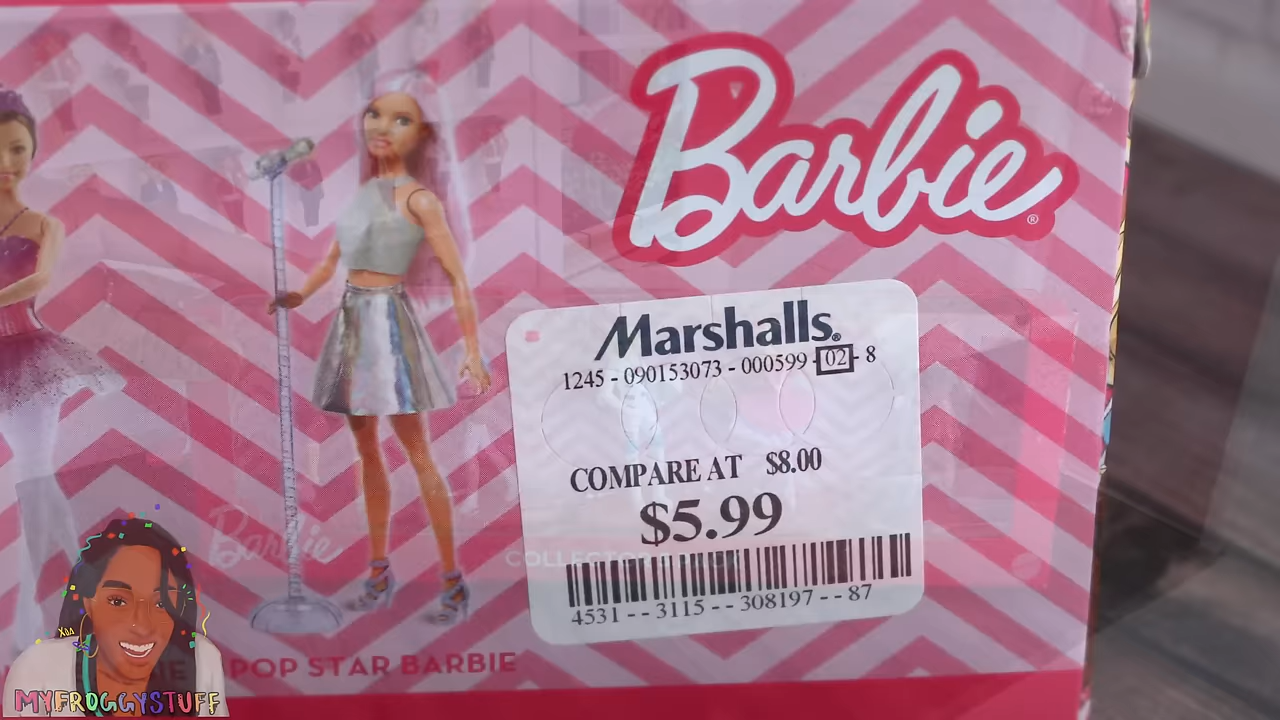 Barbie®
Marshalls®
1245 - 090153073 - 000599 - 02 - 8
COMPARE AT $8.00
$5.99
4531 - - 3115 - - 308197 - - 87
Barbie
POP STAR BARBIE
MYFROGGYSTUFF